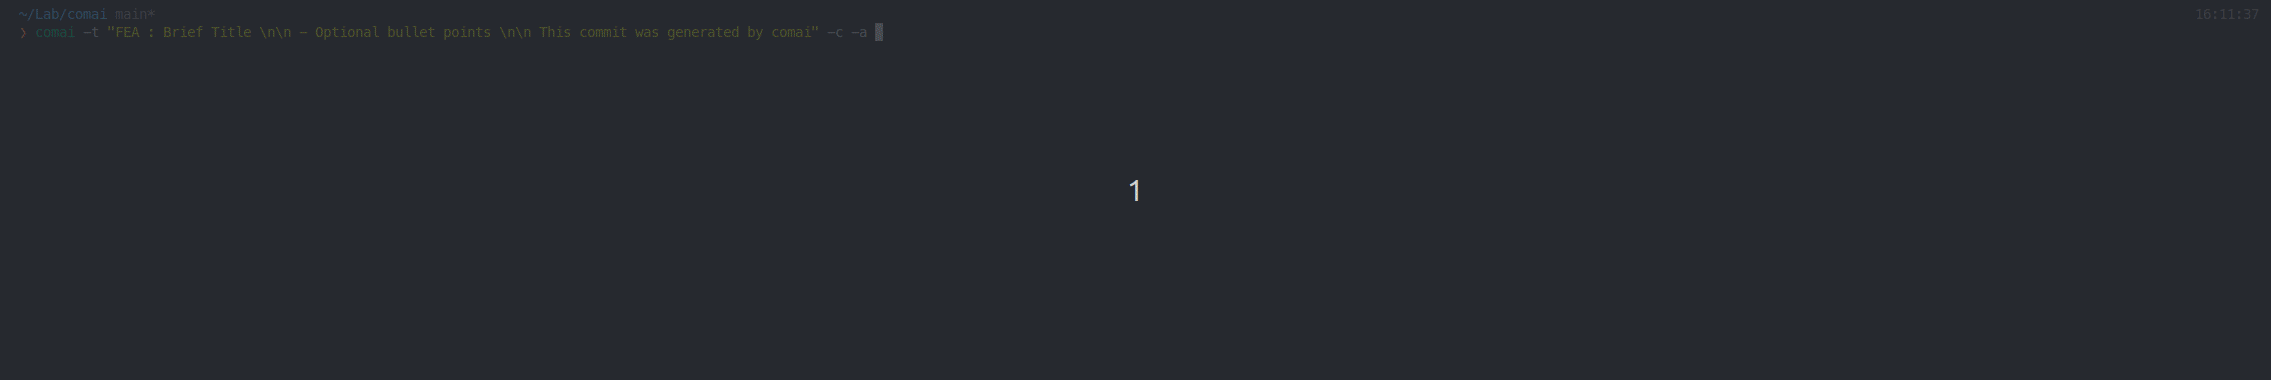 ~/Lab/comai main* 16:11:37
❯ comai -t "FEA : Brief Title \n\n - Optional bullet points \n\n This commit was generated by comai" -c -a
1